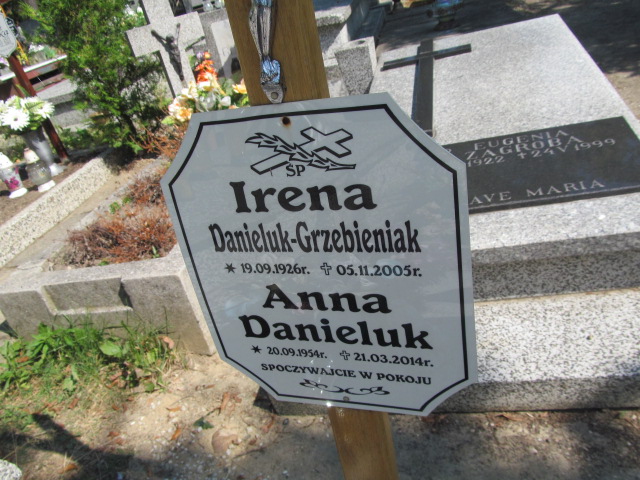 ŚP
Irena
Danieluk-Grzebieniak
★ 19.09.1926r. ✝ 05.11.2005r.
Anna
Danieluk
★ 20.09.1954r. ✝ 21.03.2014r.
SPOCZYWAJCIE W POKOJU
EUGENIA
ZAGROBA
1922 ✝ 24 V 1999
AVE MARIA